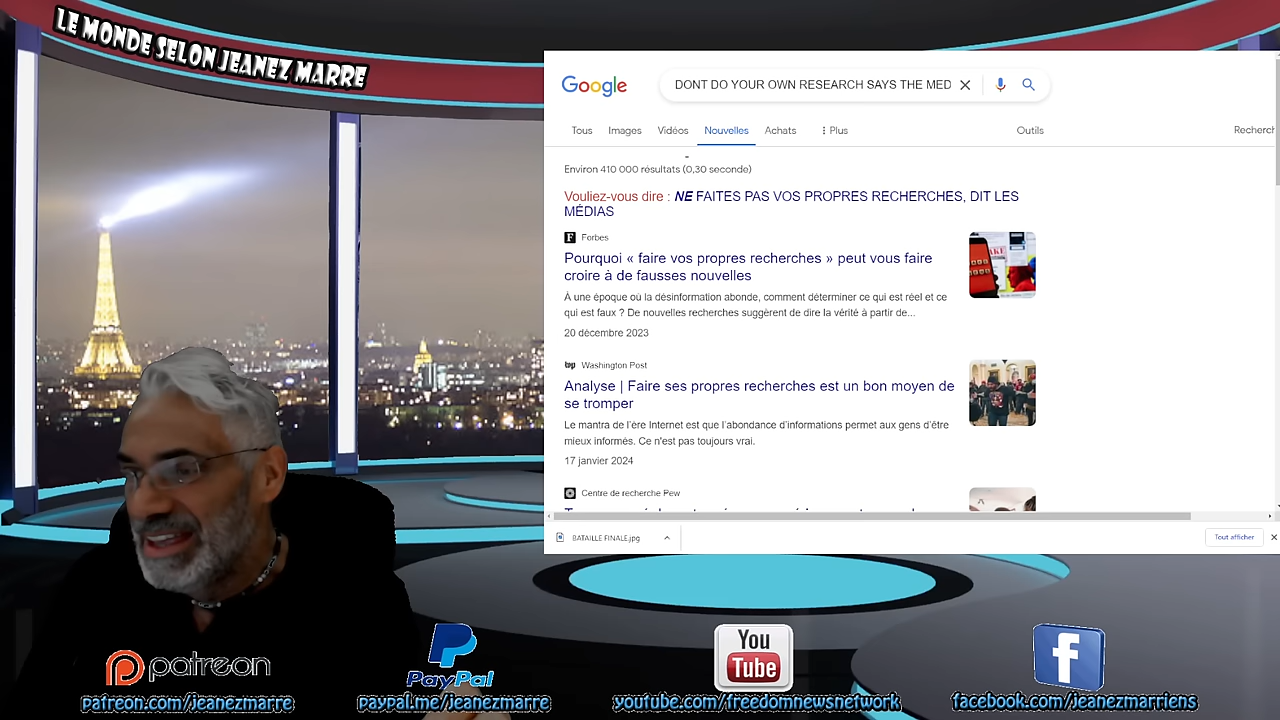 LE MONDE SELON JEANEZ MARRE
Google
DONT DO YOUR OWN RESEARCH SAYS THE MED
Tous Images Vidéos Nouvelles Achats Plus Outils Recherch
Environ 410 000 résultats (0,30 seconde)
Vouliez-vous dire : NE FAITES PAS VOS PROPRES RECHERCHES, DIT LES
MÉDIAS
Forbes
Pourquoi « faire vos propres recherches » peut vous faire
croire à de fausses nouvelles
À une époque où la désinformation abonde, comment déterminer ce qui est réel et ce
qui est faux ? De nouvelles recherches suggèrent de dire la vérité à partir de...
20 décembre 2023
wp Washington Post
Analyse | Faire ses propres recherches est un bon moyen de
se tromper
Le mantra de l'ère Internet est que l'abondance d'informations permet aux gens d'être
mieux informés. Ce n'est pas toujours vrai.
17 janvier 2024
Centre de recherche Pew
BATAILLE FINALE.jpg
Tout afficher
patreon
PayPal
You
Tube
patreon.com/jeanezmarre
paypal.me/jeanezmarre
youtube.com/freedomnewsnetwork
facebook.com/jeanezmarriens